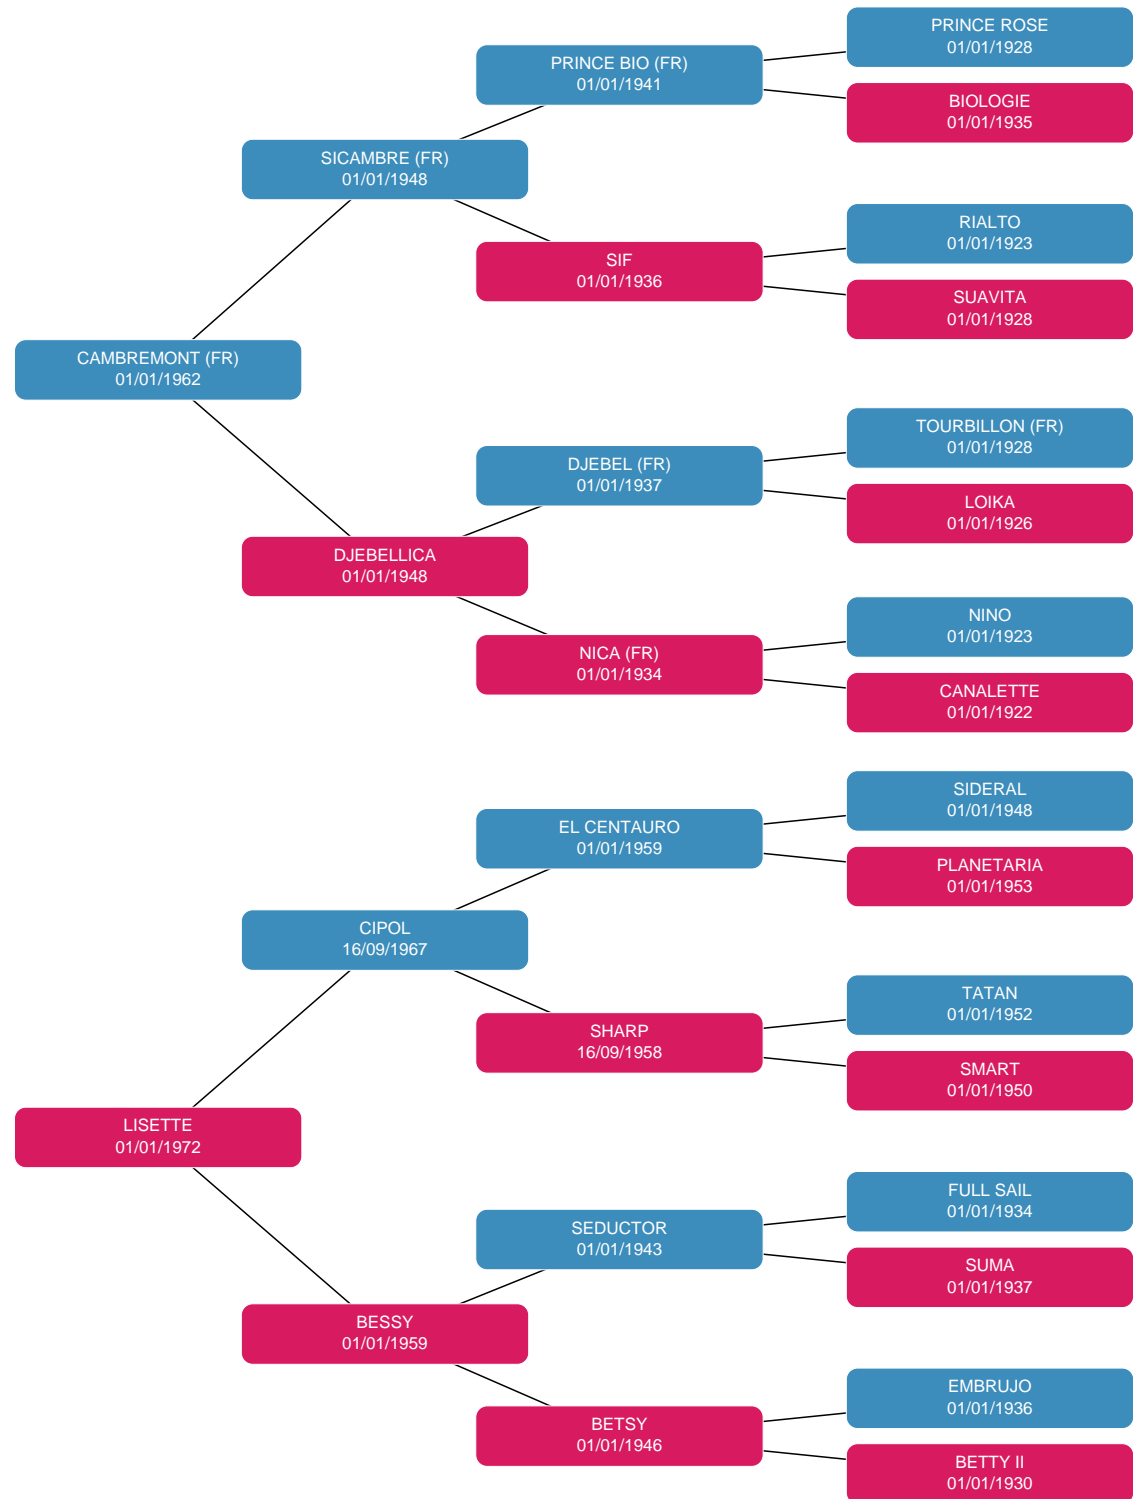 PRINCE ROSE
01/01/1928
PRINCE BIO (FR)
01/01/1941
BIOLOGIE
01/01/1935
SICAMBRE (FR)
01/01/1948
RIALTO
01/01/1923
SIF
01/01/1936
SUAVITA
01/01/1928
CAMBREMONT (FR)
01/01/1962
TOURBILLON (FR)
01/01/1928
DJEBEL (FR)
01/01/1937
LOIKA
01/01/1926
DJEBELLICA
01/01/1948
NINO
01/01/1923
NICA (FR)
01/01/1934
CANALETTE
01/01/1922
SIDERAL
01/01/1948
EL CENTAURO
01/01/1959
PLANETARIA
01/01/1953
CIPOL
16/09/1967
TATAN
01/01/1952
SHARP
16/09/1958
SMART
01/01/1950
LISETTE
01/01/1972
FULL SAIL
01/01/1934
SEDUCTOR
01/01/1943
SUMA
01/01/1937
BESSY
01/01/1959
EMBRUJO
01/01/1936
BETSY
01/01/1946
BETTY II
01/01/1930